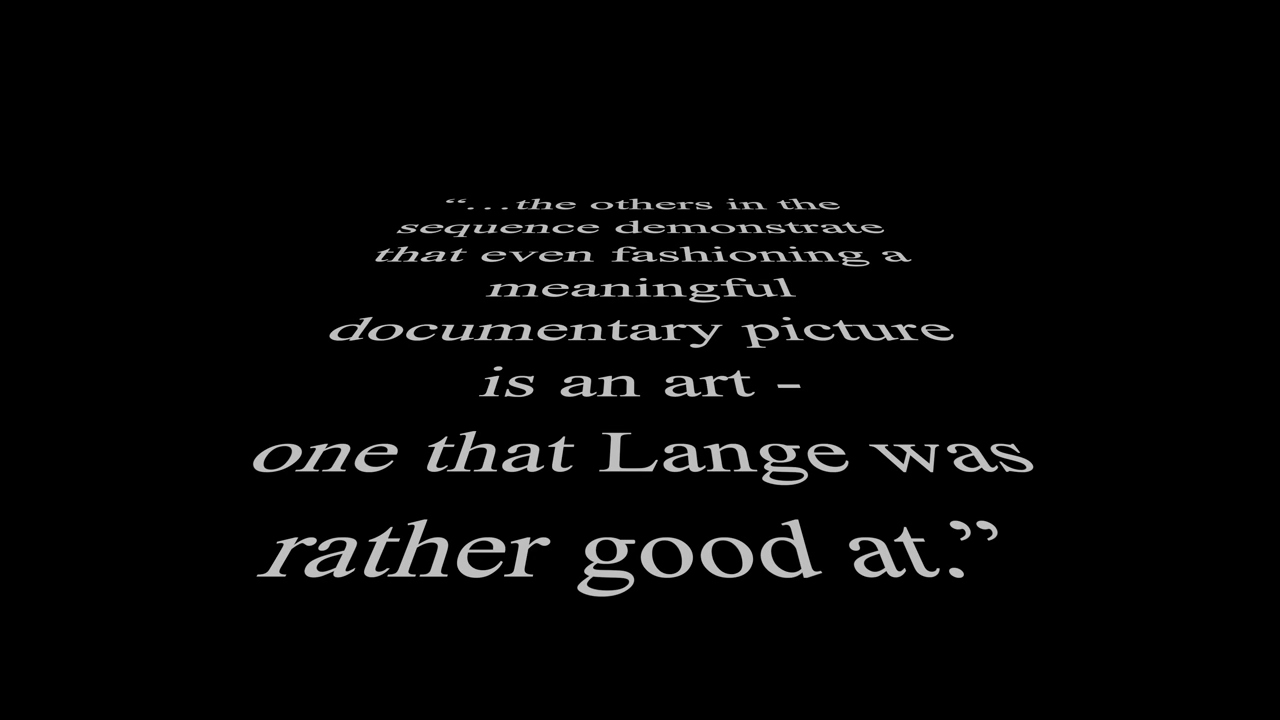 “…the others in the
sequence demonstrate
that even fashioning a
meaningful
documentary picture
is an art -
one that Lange was
rather good at.”